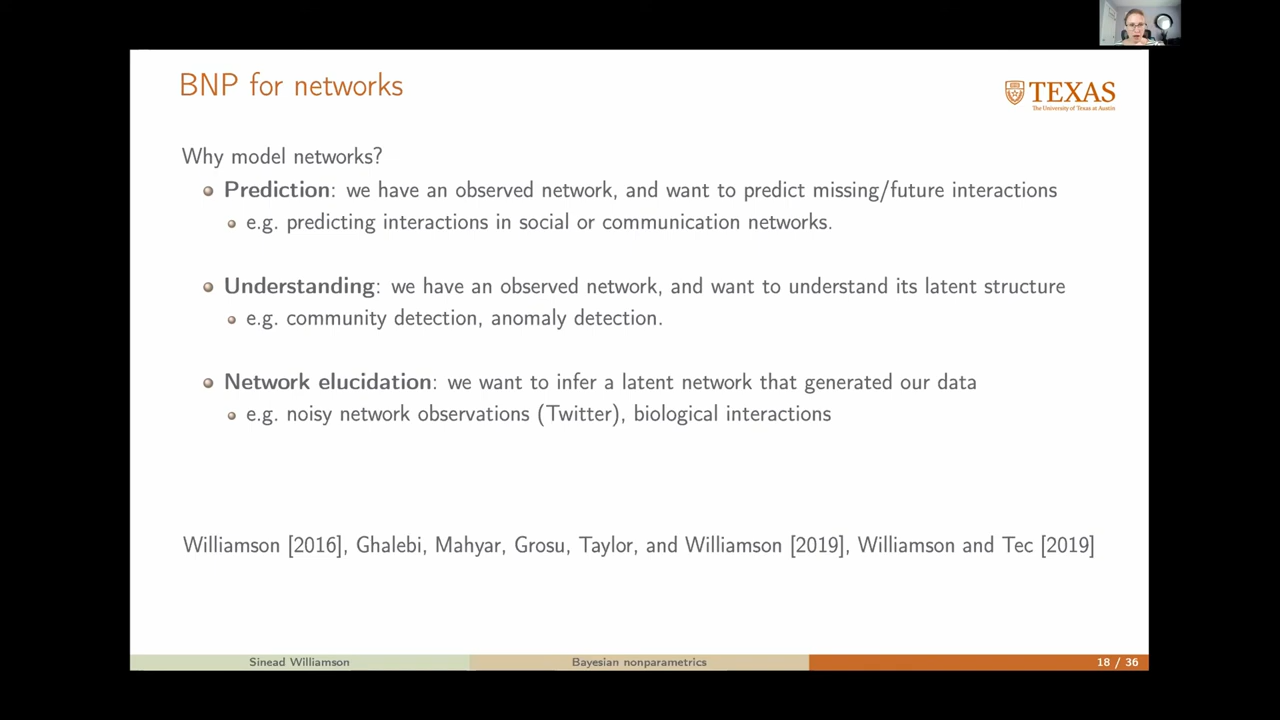 BNP for networks
TEXAS
The University of Texas at Austin
Why model networks?
Prediction: we have an observed network, and want to predict missing/future interactions
e.g. predicting interactions in social or communication networks.
Understanding: we have an observed network, and want to understand its latent structure
e.g. community detection, anomaly detection.
Network elucidation: we want to infer a latent network that generated our data
e.g. noisy network observations (Twitter), biological interactions
Williamson [2016], Ghalebi, Mahyar, Grosu, Taylor, and Williamson [2019], Williamson and Tec [2019]
Sinead Williamson
Bayesian nonparametrics
18 / 36